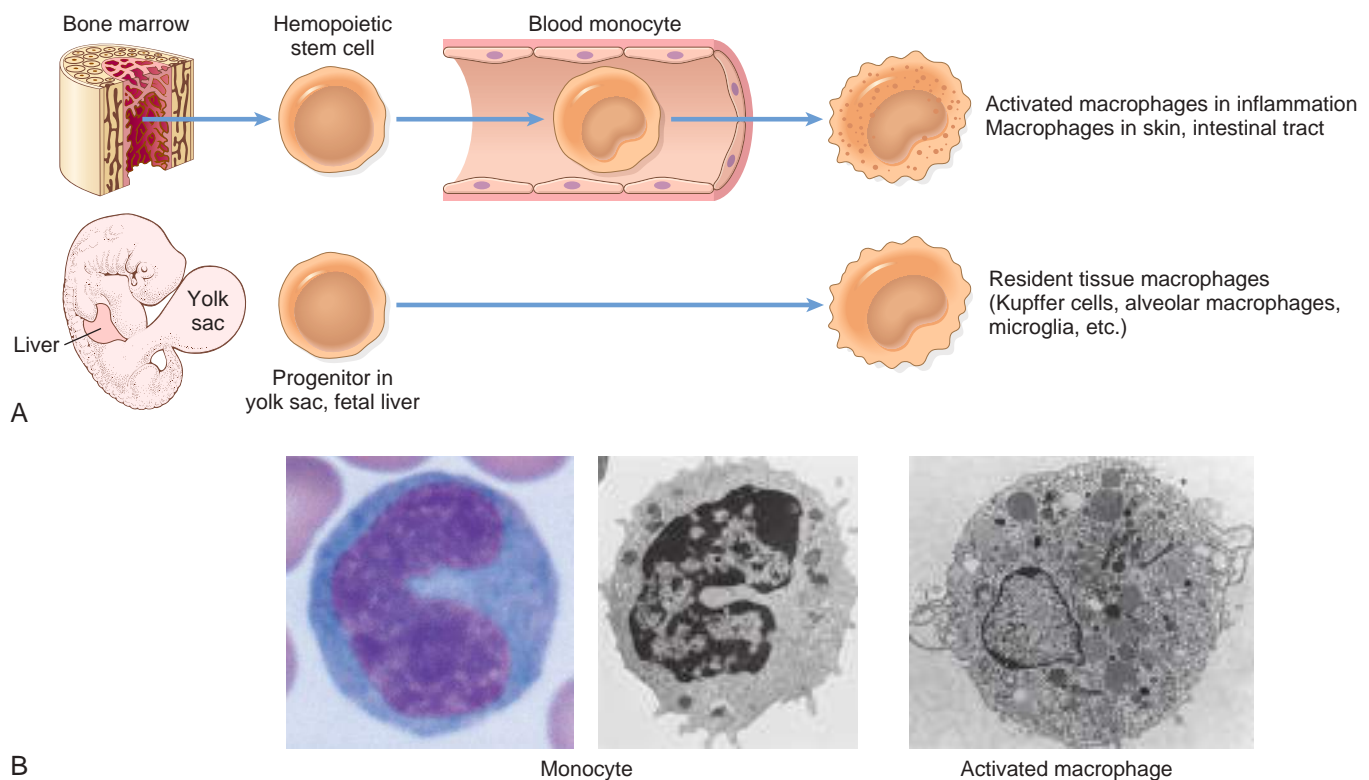 Bone marrow
Hemopoietic
stem cell
Blood monocyte
Activated macrophages in inflammation
Macrophages in skin, intestinal tract
Yolk
sac
Liver
Progenitor in
yolk sac, fetal liver
Resident tissue macrophages
(Kupffer cells, alveolar macrophages,
microglia, etc.)
A
B
Monocyte
Activated macrophage